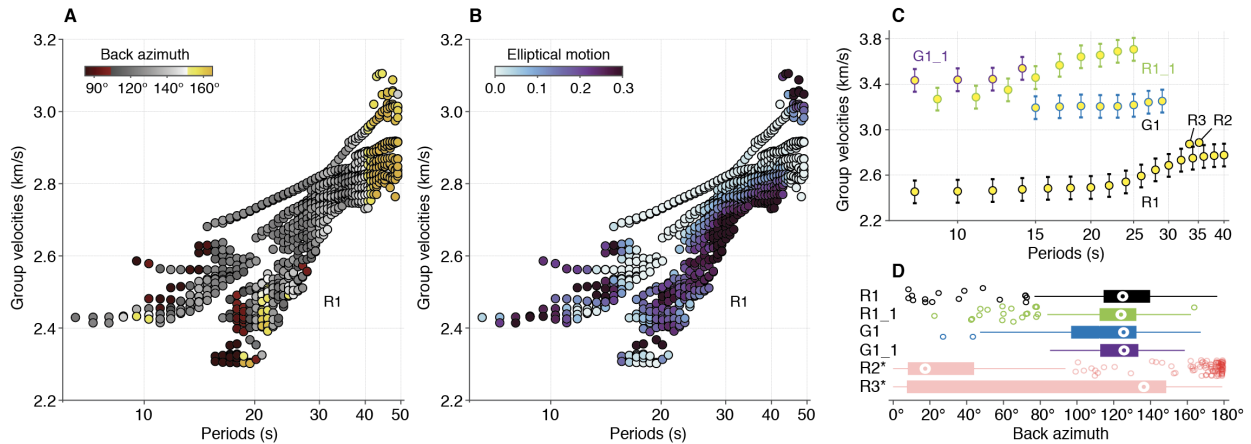 A
Back azimuth
90° 120° 140° 160°
Group velocities (km/s)
3.2
3.0
2.8
2.6
2.4
2.2
R1
10 20 30 40 50
Periods (s)
B
Elliptical motion
0.0 0.1 0.2 0.3
Group velocities (km/s)
3.2
3.0
2.8
2.6
2.4
2.2
R1
10 20 30 40 50
Periods (s)
C
Group velocities (km/s)
3.8
3.4
3.0
2.6
2.2
G1_1
R1_1
G1
R3 R2
R1
10 15 20 25 30 35 40
Periods (s)
D
R1
R1_1
G1
G1_1
R2*
R3*
0° 20° 40° 60° 80° 100° 120° 140° 160° 180°
Back azimuth